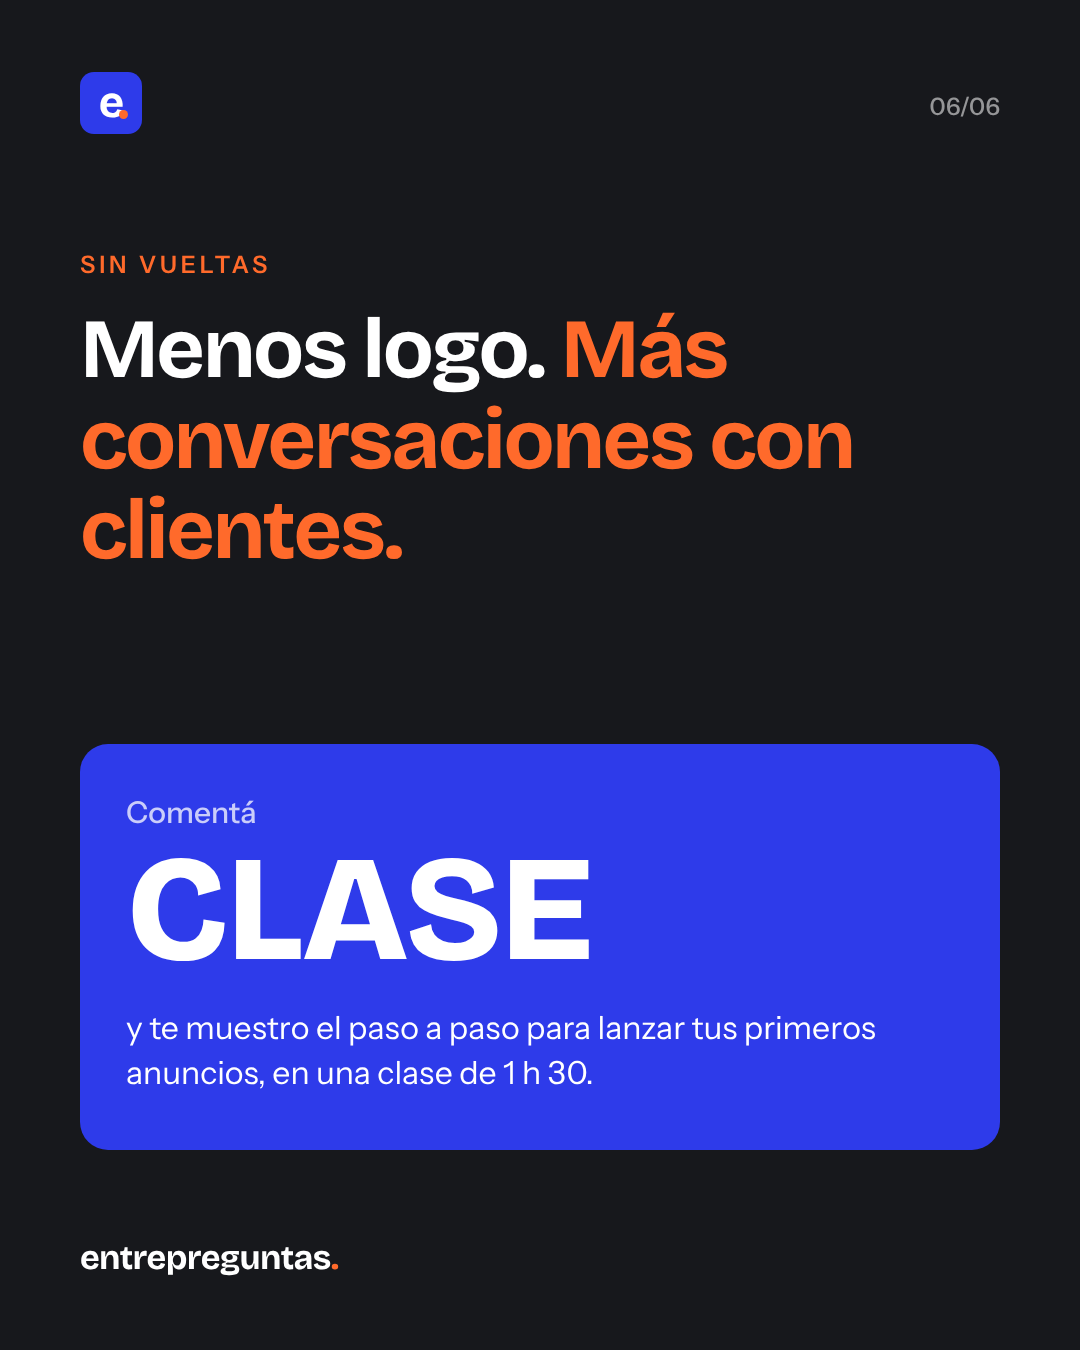 e.
06/06
SIN VUELTAS
Menos logo. Más
conversaciones con
clientes.
Comentá
CLASE
y te muestro el paso a paso para lanzar tus primeros
anuncios, en una clase de 1 h 30.
entrepreguntas.